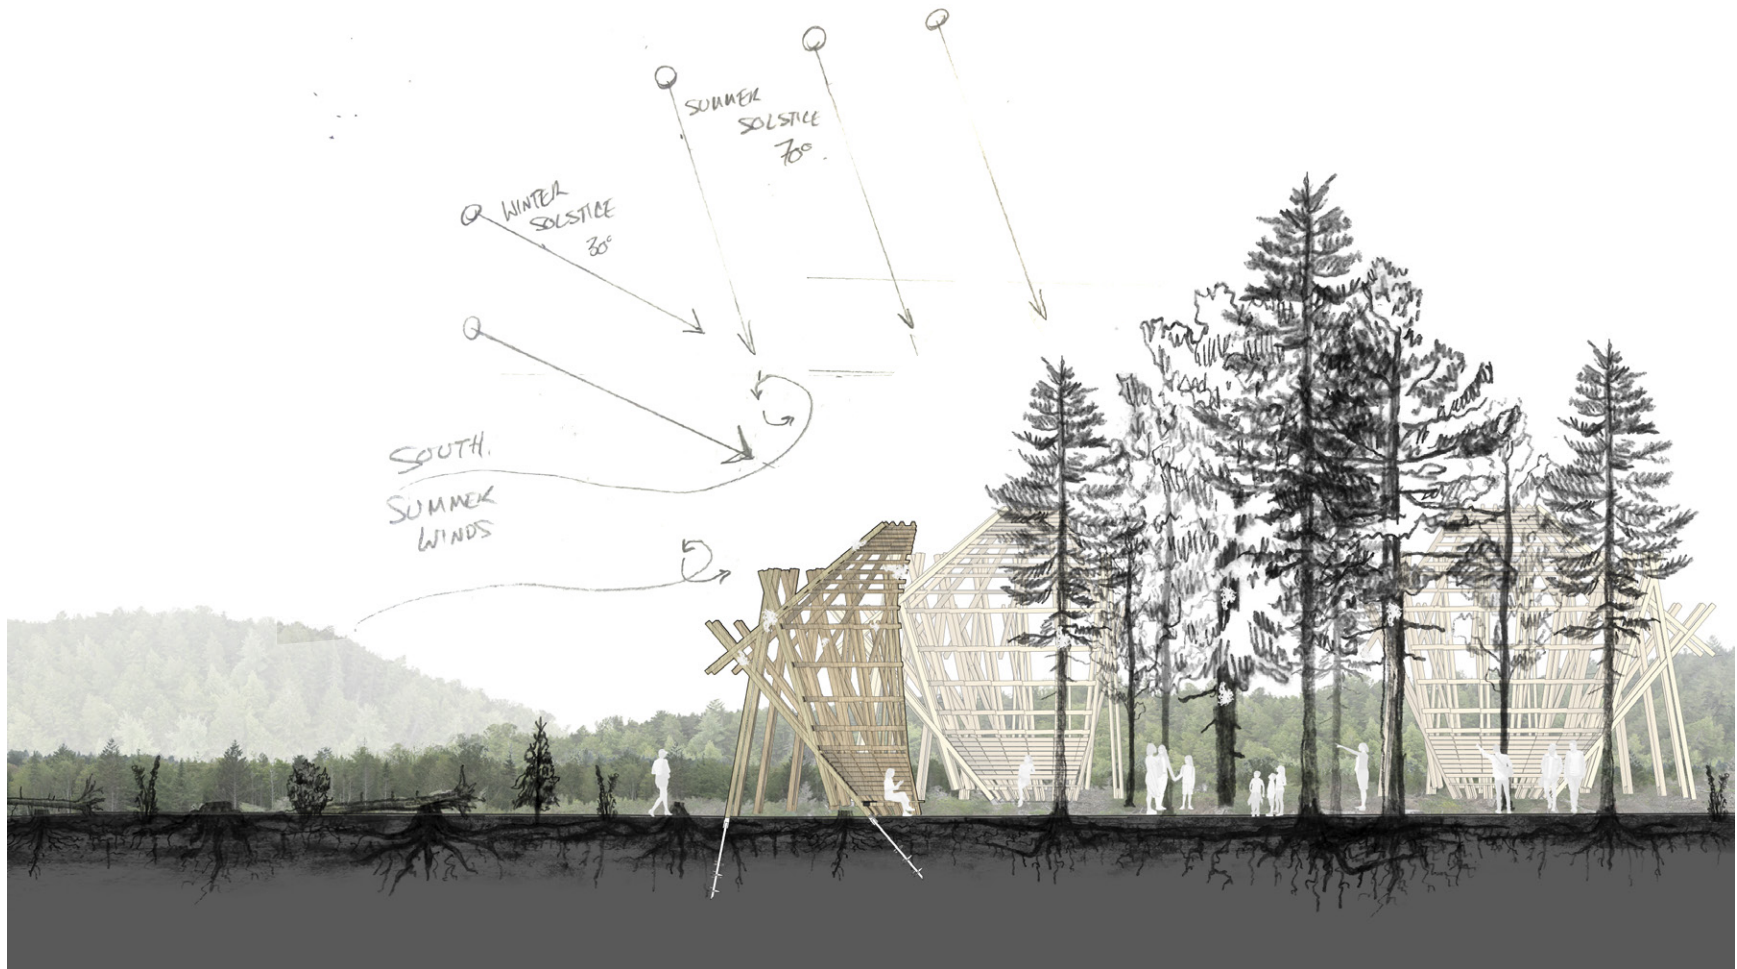 SUMMER
SOLSTICE
70°
WINTER
SOLSTICE
30°
SOUTH.
SUMMER
WINDS